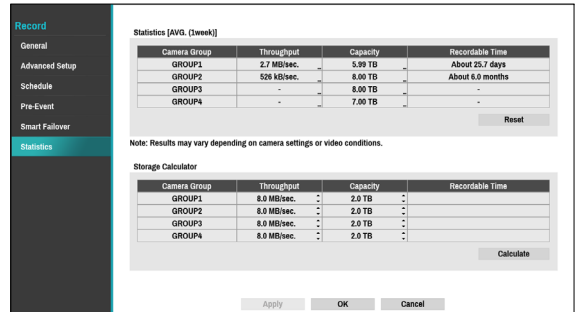 Record
General
Advanced Setup
Schedule
Pre-Event
Smart Failover
Statistics
Statistics [AVG. (1week)]
Camera Group Throughput Capacity Recordable Time
GROUP1 2.7 MB/sec. 5.99 TB About 25.7 days
GROUP2 526 kB/sec. 8.00 TB About 6.0 months
GROUP3 - 8.00 TB -
GROUP4 - 7.00 TB -
Reset
Note: Results may vary depending on camera settings or video conditions.
Storage Calculator
Camera Group Throughput Capacity Recordable Time
GROUP1 8.0 MB/sec. 2.0 TB
GROUP2 8.0 MB/sec. 2.0 TB
GROUP3 8.0 MB/sec. 2.0 TB
GROUP4 8.0 MB/sec. 2.0 TB
Calculate
Apply OK Cancel